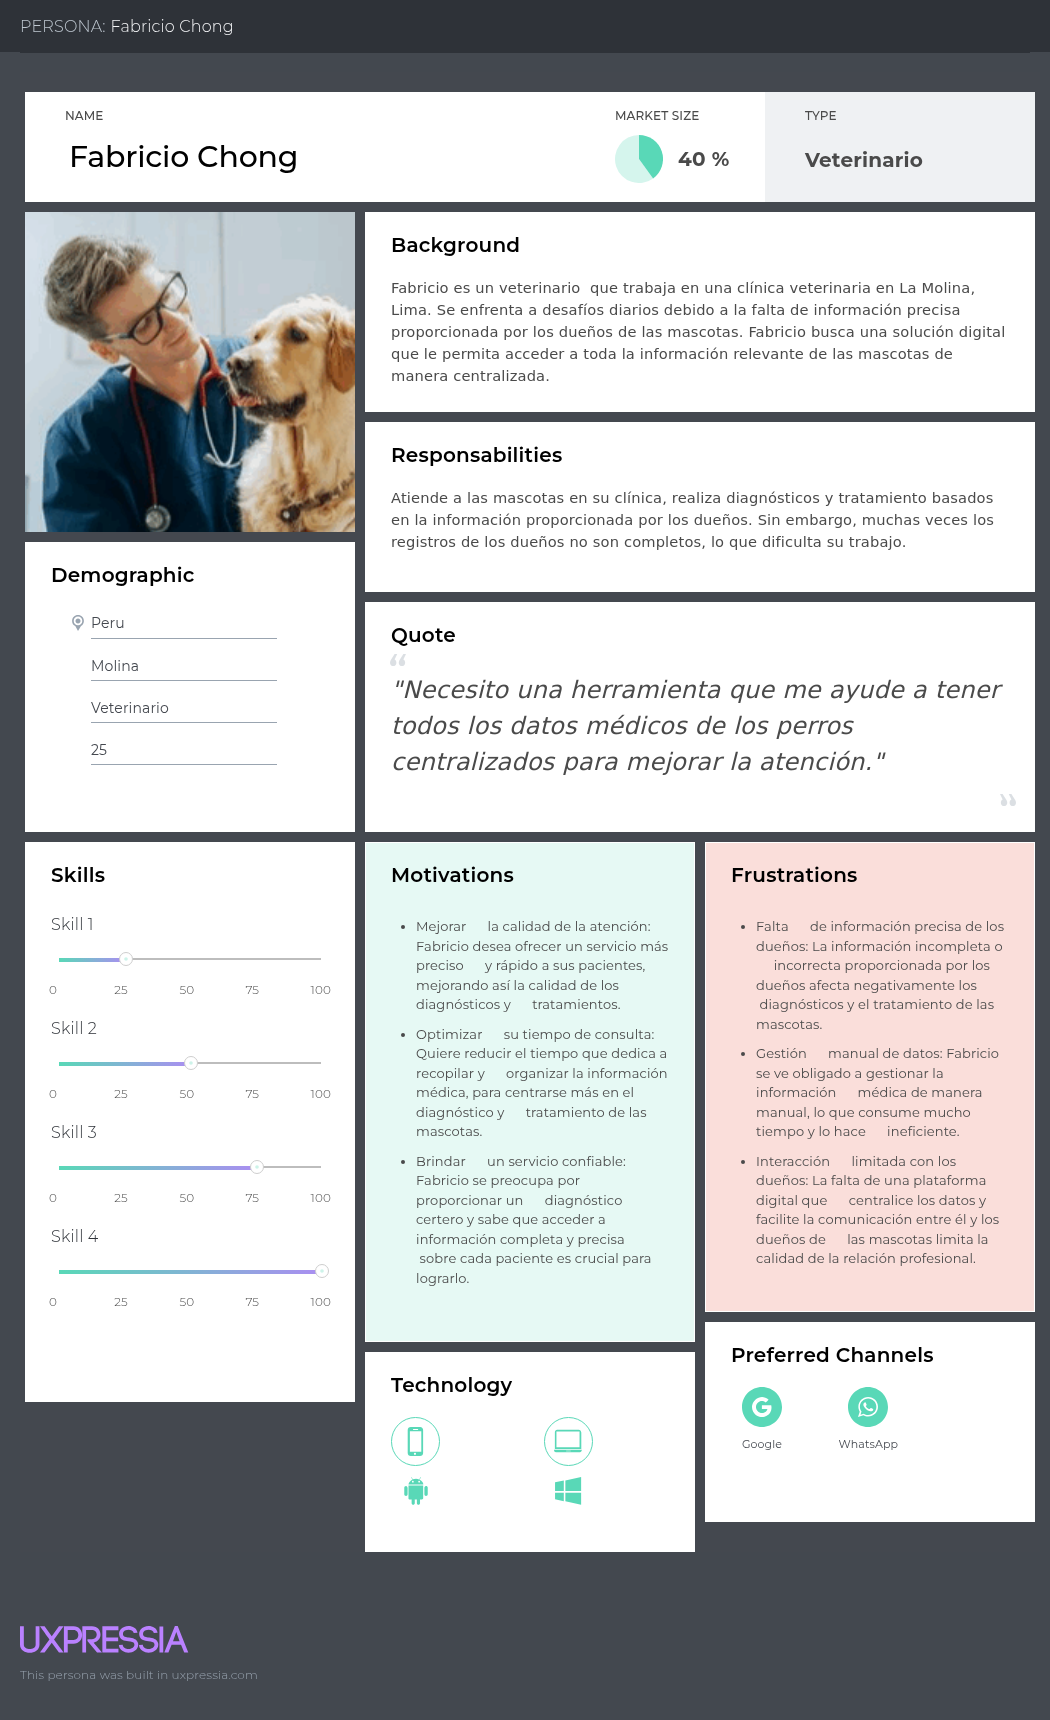 PERSONA: Fabricio Chong
NAME
Fabricio Chong
MARKET SIZE
40 %
TYPE
Veterinario
Background
Fabricio es un veterinario  que trabaja en una clínica veterinaria en La Molina,
Lima. Se enfrenta a desafíos diarios debido a la falta de información precisa
proporcionada por los dueños de las mascotas. Fabricio busca una solución digital
que le permita acceder a toda la información relevante de las mascotas de
manera centralizada.
Responsabilities
Atiende a las mascotas en su clínica, realiza diagnósticos y tratamiento basados
en la información proporcionada por los dueños. Sin embargo, muchas veces los
registros de los dueños no son completos, lo que dificulta su trabajo.
Demographic
Peru
Molina
Veterinario
25
Quote
“
"Necesito una herramienta que me ayude a tener
todos los datos médicos de los perros
centralizados para mejorar la atención."
”
Skills
Skill 1
0 25 50 75 100
Skill 2
0 25 50 75 100
Skill 3
0 25 50 75 100
Skill 4
0 25 50 75 100
Motivations
• Mejorar la calidad de la atención:
Fabricio desea ofrecer un servicio más
preciso y rápido a sus pacientes,
mejorando así la calidad de los
diagnósticos y tratamientos.
• Optimizar su tiempo de consulta:
Quiere reducir el tiempo que dedica a
recopilar y organizar la información
médica, para centrarse más en el
diagnóstico y tratamiento de las
mascotas.
• Brindar un servicio confiable:
Fabricio se preocupa por
proporcionar un diagnóstico
certero y sabe que acceder a
información completa y precisa
sobre cada paciente es crucial para
lograrlo.
Frustrations
• Falta de información precisa de los
dueños: La información incompleta o
incorrecta proporcionada por los
dueños afecta negativamente los
diagnósticos y el tratamiento de las
mascotas.
• Gestión manual de datos: Fabricio
se ve obligado a gestionar la
información médica de manera
manual, lo que consume mucho
tiempo y lo hace ineficiente.
• Interacción limitada con los
dueños: La falta de una plataforma
digital que centralice los datos y
facilite la comunicación entre él y los
dueños de las mascotas limita la
calidad de la relación profesional.
Technology
Preferred Channels
Google
WhatsApp
UXPRESSIA
This persona was built in uxpressia.com